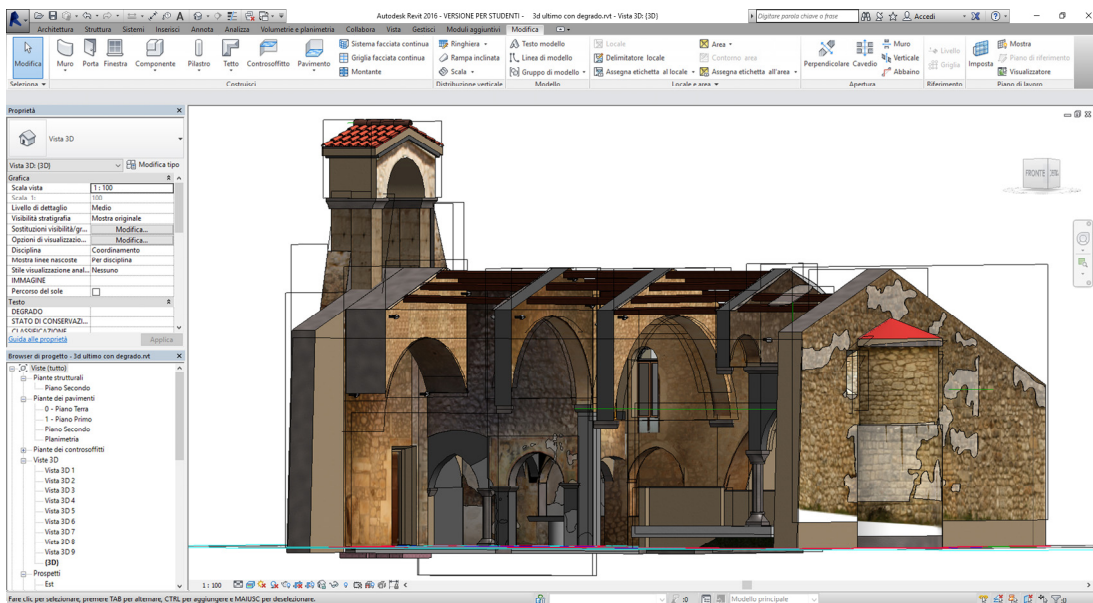 Autodesk Revit 2016 - VERSIONE PER STUDENTI - 3d ultimo con degrado.rvt - Vista 3D: {3D}
Digitare parola chiave o frase
Accedi
Architettura Struttura Sistemi Inserisci Annota Analizza Volumetrie e planimetria Collabora Vista Gestisci Moduli aggiuntivi Modifica
Modifica
Muro
Porta
Finestra
Componente
Pilastro
Tetto
Controsoffitto
Pavimento
Sistema facciata continua
Griglia facciata continua
Montante
Ringhiera
Rampa inclinata
Scala
Testo modello
Linea di modello
Gruppo di modello
Locale
Delimitatore locale
Assegna etichetta al locale
Area
Contorno area
Assegna etichetta all'area
Perpendicolare
Cavedio
Muro
Verticale
Abbaino
Livello
Griglia
Imposta
Mostra
Piano di riferimento
Visualizzatore
Seleziona
Costruisci
Distribuzione verticale
Modello
Locale e area
Apertura
Riferimento
Piano di lavoro
Proprietà
Vista 3D
Vista 3D: {3D}
Modifica tipo
Grafica
Scala vista 1 : 100
Scala 1: 100
Livello di dettaglio Medio
Visibilità stratigrafia Mostra originale
Sostituzioni visibilità/gr... Modifica...
Opzioni di visualizzazio... Modifica...
Disciplina Coordinamento
Mostra linee nascoste Per disciplina
Stile visualizzazione anal... Nessuno
IMMAGINE
Percorso del sole
Testo
DEGRADO
STATO DI CONSERVAZI...
CLASSIFICAZIONE
Guida alle proprietà
Applica
Browser di progetto - 3d ultimo con degrado.rvt
Viste (tutto)
Piante strutturali
Piano Secondo
Piante dei pavimenti
0 - Piano Terra
1 - Piano Primo
Piano Secondo
Planimetria
Piante dei controsoffitti
Viste 3D
Vista 3D 1
Vista 3D 2
Vista 3D 3
Vista 3D 4
Vista 3D 5
Vista 3D 6
Vista 3D 7
Vista 3D 8
Vista 3D 9
{3D}
Prospetti
Est
FRONTE
1 : 100
Fare clic per selezionare, premere TAB per alternare, CTRL per aggiungere e MAIUSC per deselezionare.
:0
Modello principale
:0